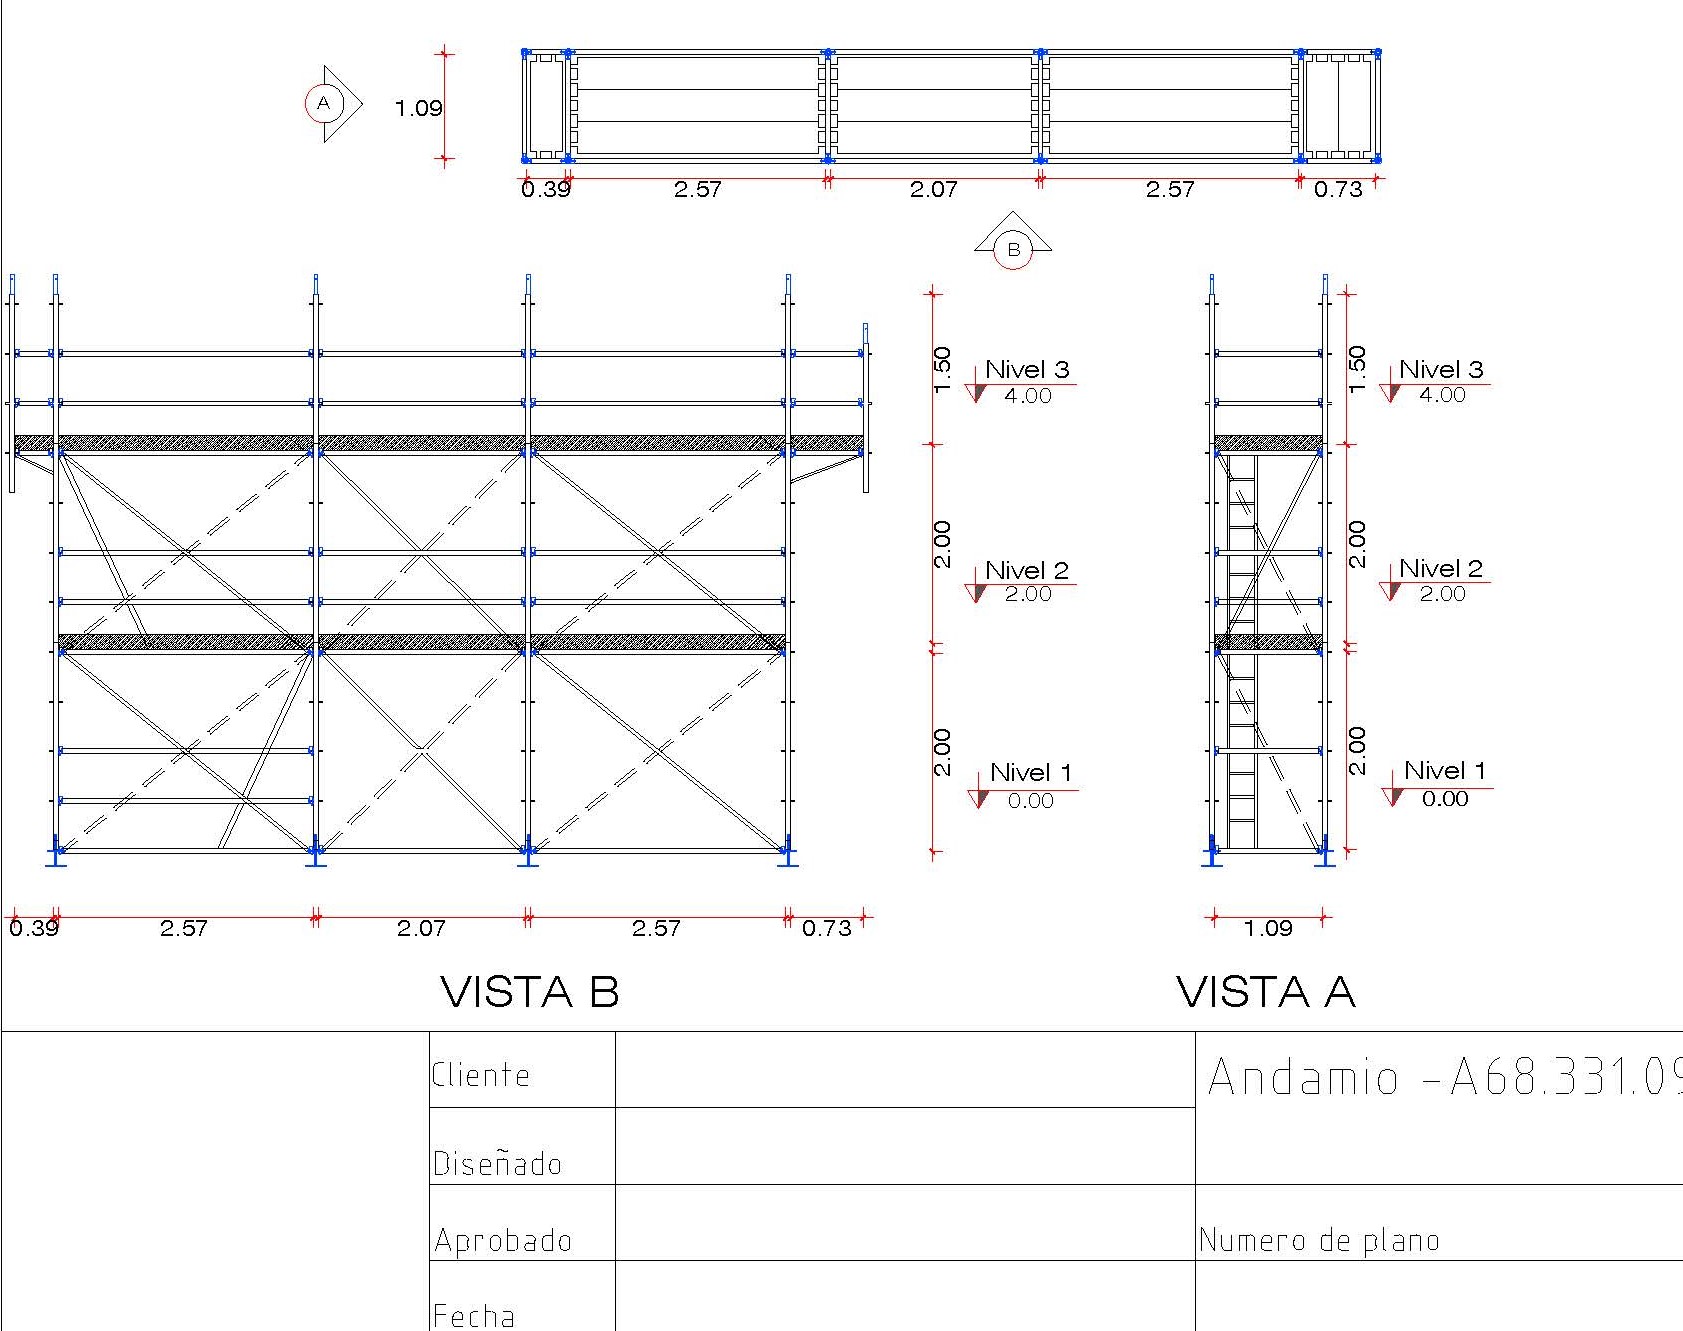 A
1.09
0.39
2.57
2.07
2.57
0.73
B
1.50
Nivel 3
4.00
2.00
Nivel 2
2.00
2.00
Nivel 1
0.00
1.50
Nivel 3
4.00
2.00
Nivel 2
2.00
2.00
Nivel 1
0.00
0.39
2.57
2.07
2.57
0.73
1.09
VISTA B
VISTA A
Cliente
Andamio -A68.331.09
Diseñado
Aprobado
Numero de plano
Fecha